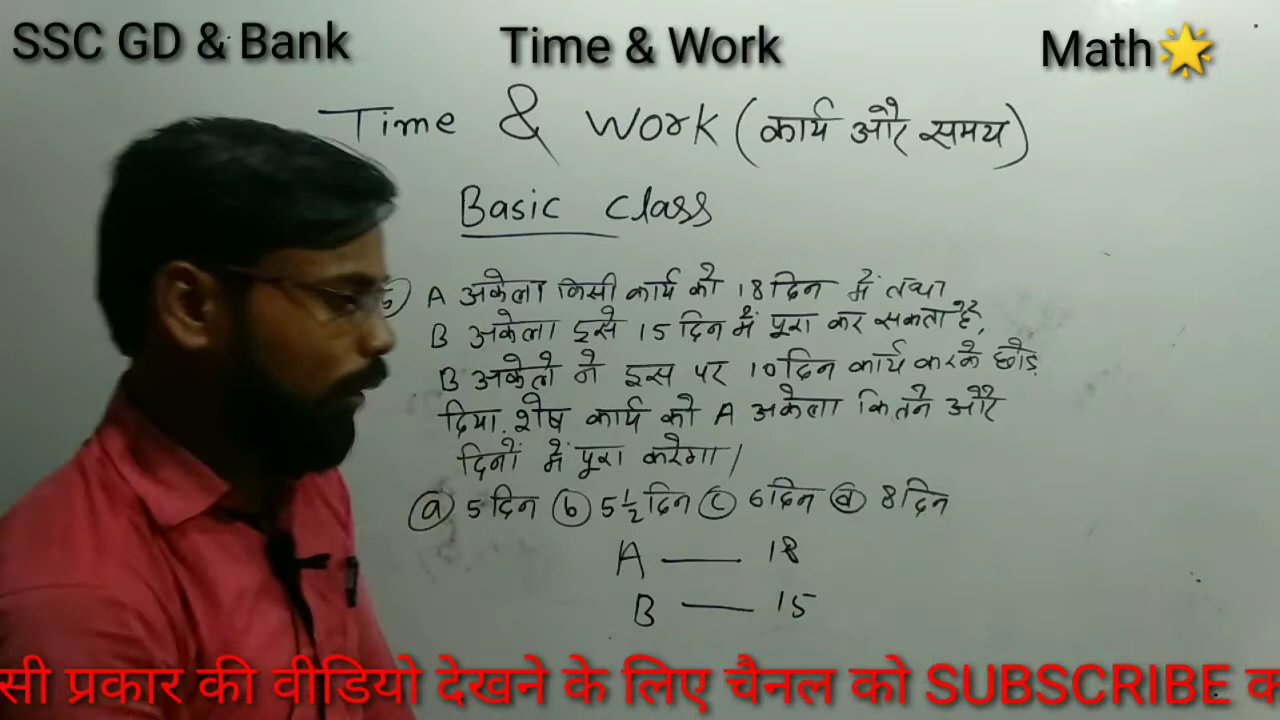 SSC GD & Bank Time & Work Math
Time & Work (कार्य और समय)
Basic Class
A अकेला किसी कार्य को 18 दिन में तथा
B अकेला इसे 15 दिन में पूरा कर सकता है,
B अकेले ने इस पर 10 दिन कार्य करके छोड़
दिया. शेष कार्य को A अकेला कितने और
दिनों में पूरा करेगा।
(a) 5 दिन (b) 5 1/2 दिन (c) 6 दिन (d) 8 दिन
A — 18
B — 15
सी प्रकार की वीडियो देखने के लिए चैनल को SUBSCRIBE क